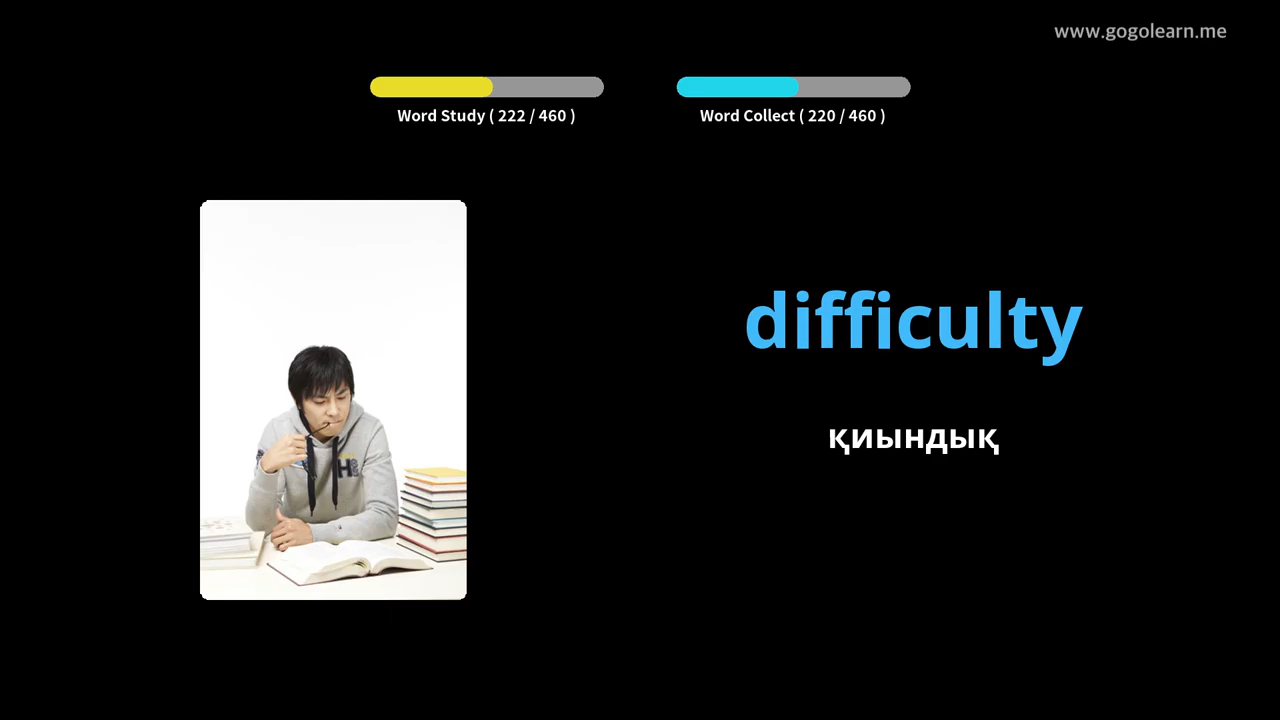 www.gogolearn.me
Word Study ( 222 / 460 )
Word Collect ( 220 / 460 )
difficulty
қиындық
H